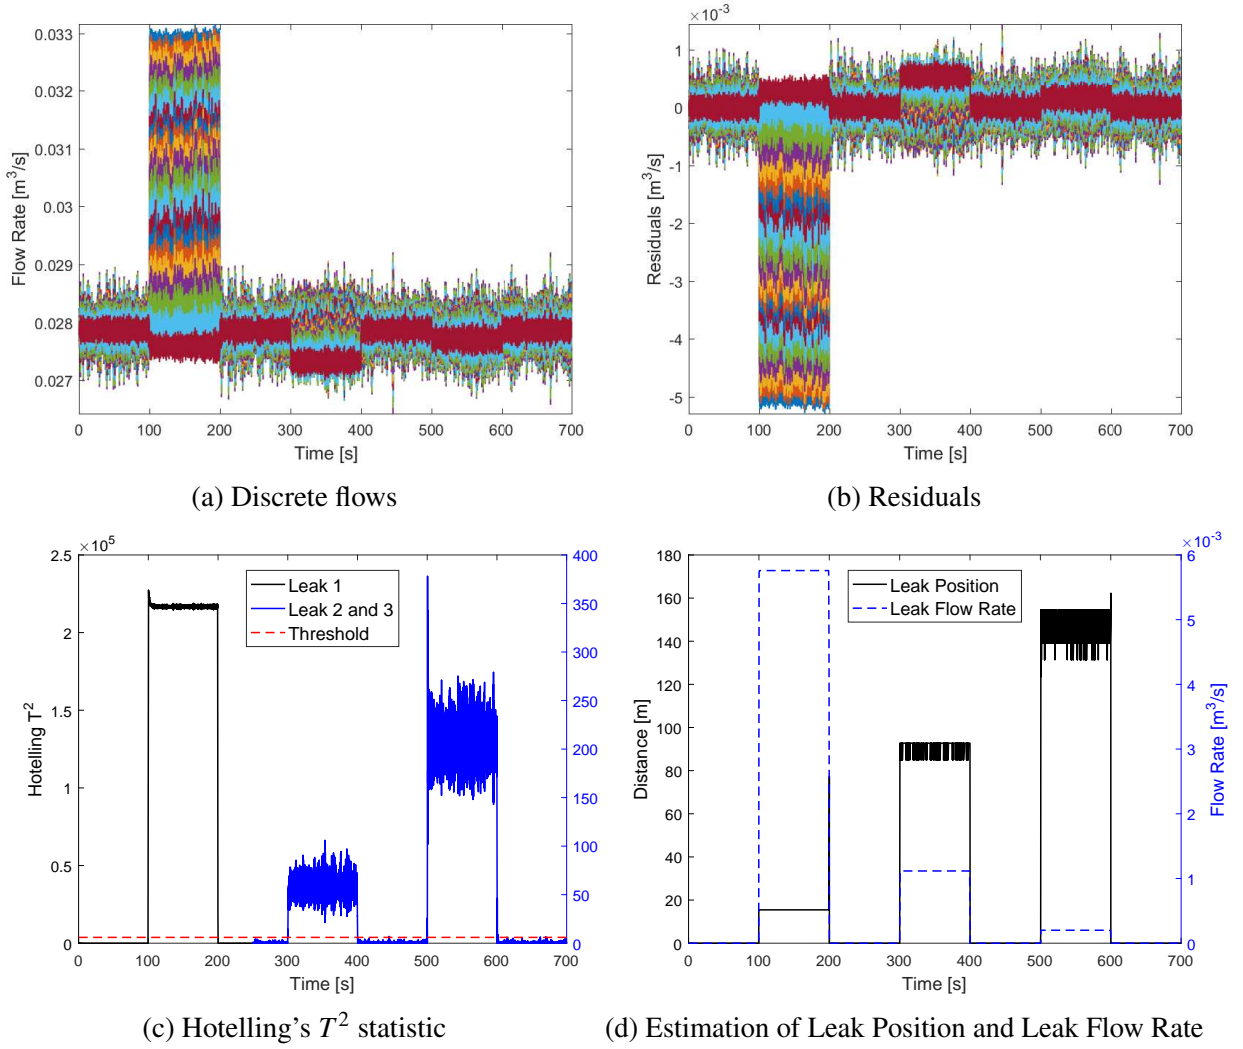 0.033
0.032
0.031
0.03
0.029
0.028
0.027
Flow Rate [m³/s]
0 100 200 300 400 500 600 700
Time [s]
(a) Discrete flows
×10⁻³
1
0
-1
-2
-3
-4
-5
Residuals [m³/s]
0 100 200 300 400 500 600 700
Time [s]
(b) Residuals
×10⁵
2.5
2
1.5
1
0.5
0
Hotelling T²
Leak 1
Leak 2 and 3
Threshold
400
350
300
250
200
150
100
50
0
0 100 200 300 400 500 600 700
Time [s]
(c) Hotelling's T² statistic
180
160
140
120
100
80
60
40
20
0
Distance [m]
Leak Position
Leak Flow Rate
×10⁻³
6
5
4
3
2
1
0
Flow Rate [m³/s]
0 100 200 300 400 500 600 700
Time [s]
(d) Estimation of Leak Position and Leak Flow Rate